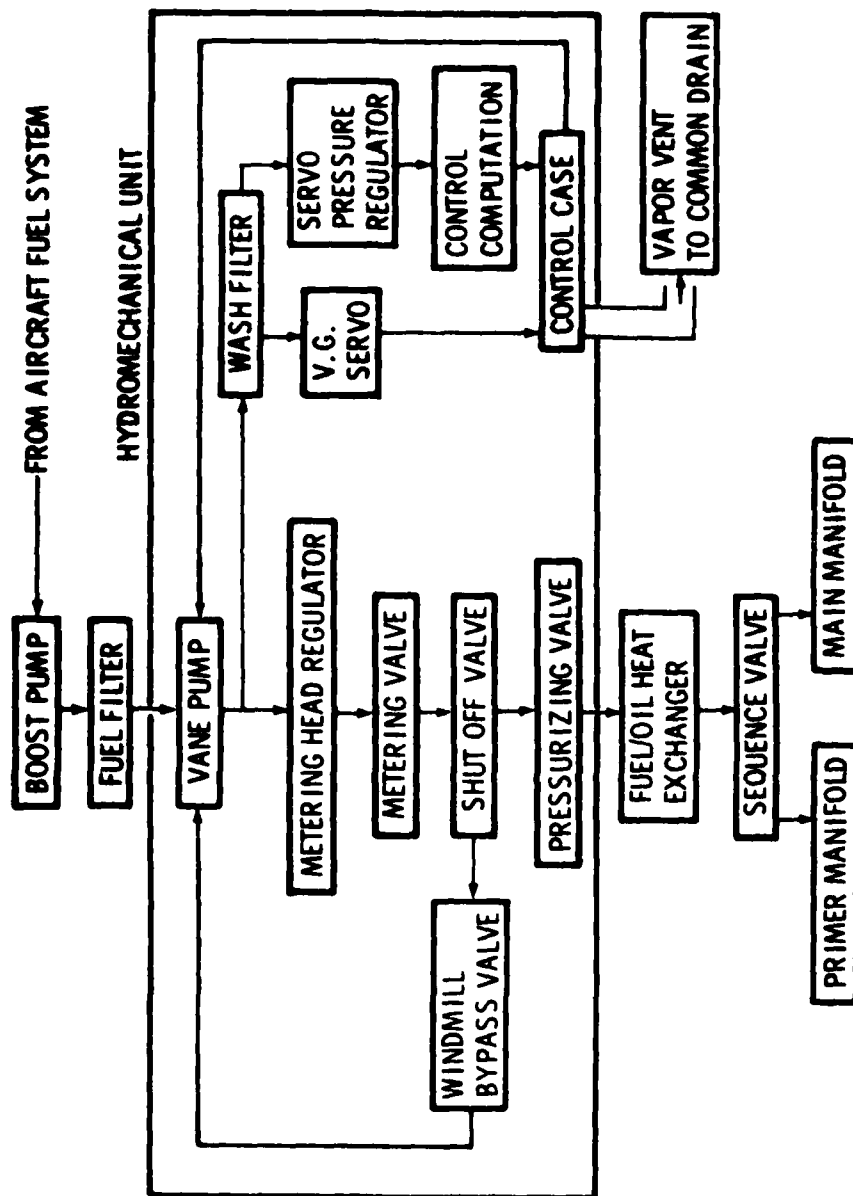 FROM AIRCRAFT FUEL SYSTEM
BOOST PUMP
FUEL FILTER
HYDROMECHANICAL UNIT
VANE PUMP
WASH FILTER
METERING HEAD REGULATOR
V.G.
SERVO
SERVO
PRESSURE
REGULATOR
METERING VALVE
CONTROL
COMPUTATION
WINDMILL
BYPASS VALVE
SHUT OFF VALVE
PRESSURIZING VALVE
CONTROL CASE
FUEL/OIL HEAT
EXCHANGER
VAPOR VENT
TO COMMON DRAIN
SEQUENCE VALVE
PRIMER MANIFOLD
MAIN MANIFOLD